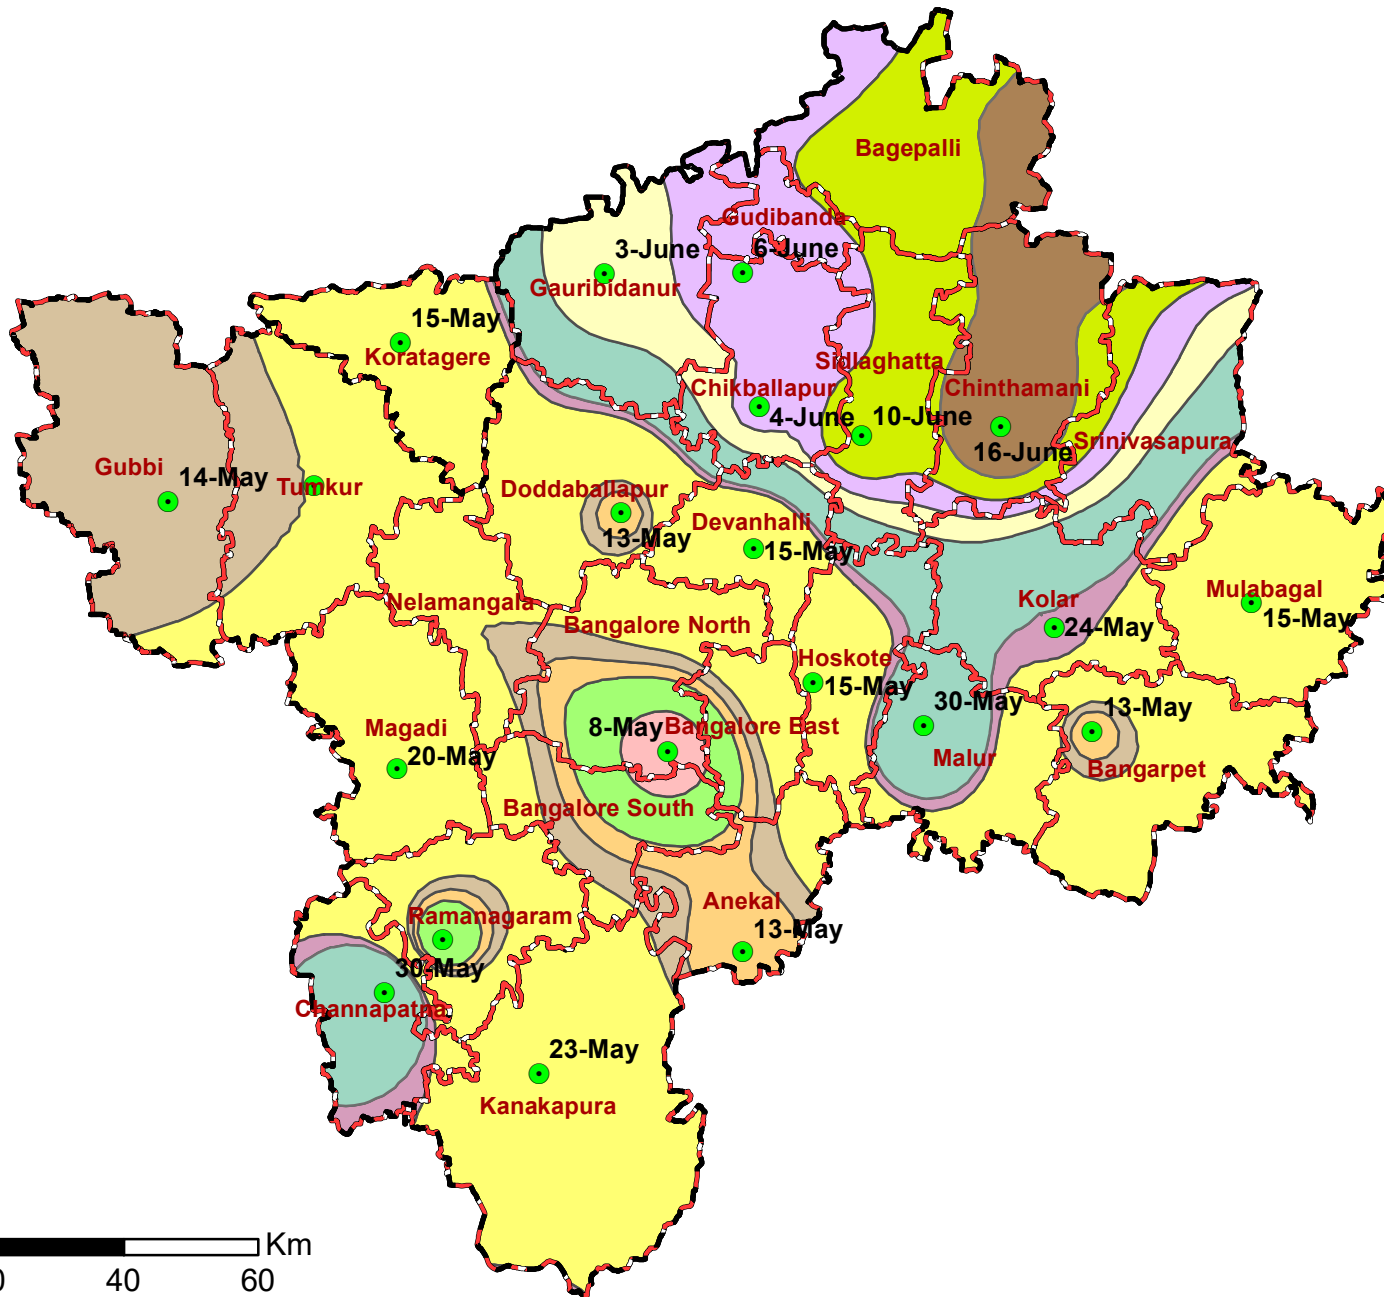 Bagepalli
Gudibanda
3-June
6-June
Gauribidanur
15-May
Koratagere
Sidlaghatta
Chikballapur
Chinthamani
4-June
10-June
16-June
Srinivasapura
Gubbi
14-May
Tumkur
Doddaballapur
13-May
Devanhalli
15-May
Nelamangala
Bangalore North
Kolar
24-May
Mulabagal
15-May
Hoskote
15-May
Magadi
20-May
8-May
Bangalore East
30-May
Malur
13-May
Bangarpet
Bangalore South
Anekal
13-May
Ramanagaram
30-May
Channapatna
23-May
Kanakapura
Km
40 60